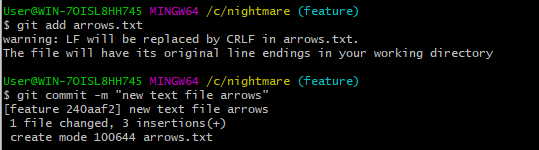 User@WIN-7OISL8HH745 MINGW64 /c/nightmare (feature)
$ git add arrows.txt
warning: LF will be replaced by CRLF in arrows.txt.
The file will have its original line endings in your working directory
User@WIN-7OISL8HH745 MINGW64 /c/nightmare (feature)
$ git commit -m "new text file arrows"
[feature 240aaf2] new text file arrows
 1 file changed, 3 insertions(+)
 create mode 100644 arrows.txt